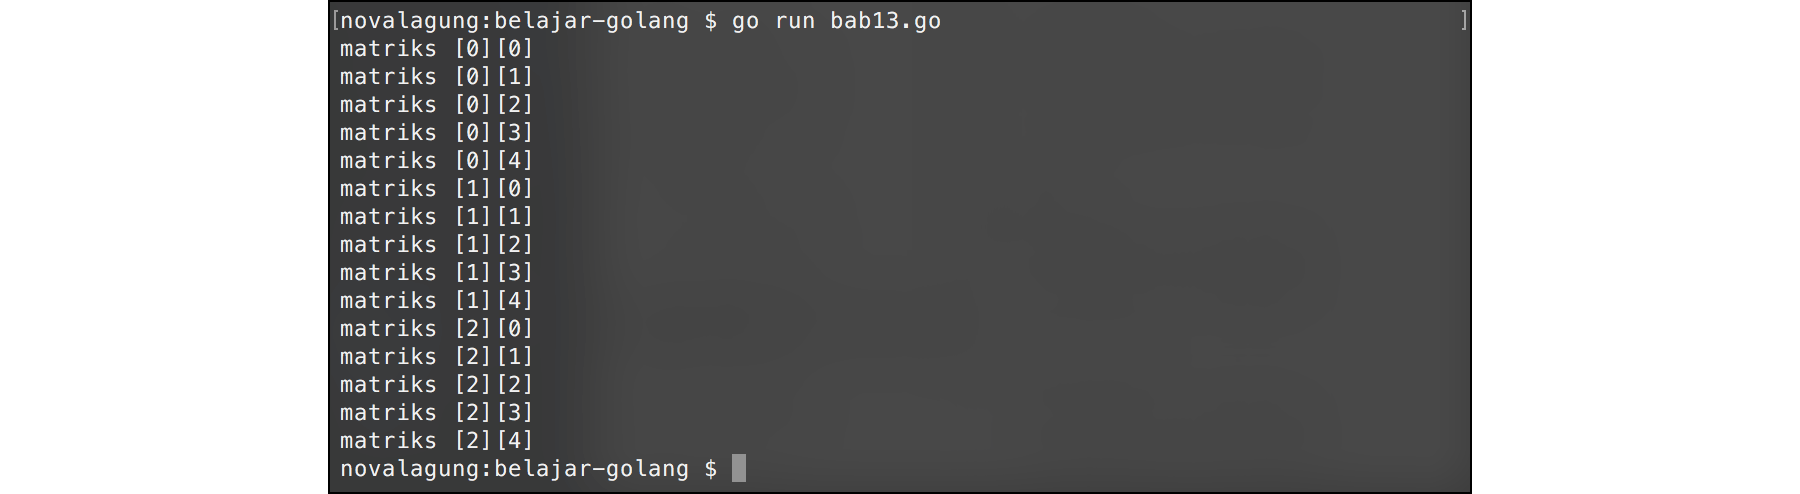 [novalagung:belajar-golang $ go run bab13.go ]
matriks [0][0]
matriks [0][1]
matriks [0][2]
matriks [0][3]
matriks [0][4]
matriks [1][0]
matriks [1][1]
matriks [1][2]
matriks [1][3]
matriks [1][4]
matriks [2][0]
matriks [2][1]
matriks [2][2]
matriks [2][3]
matriks [2][4]
novalagung:belajar-golang $